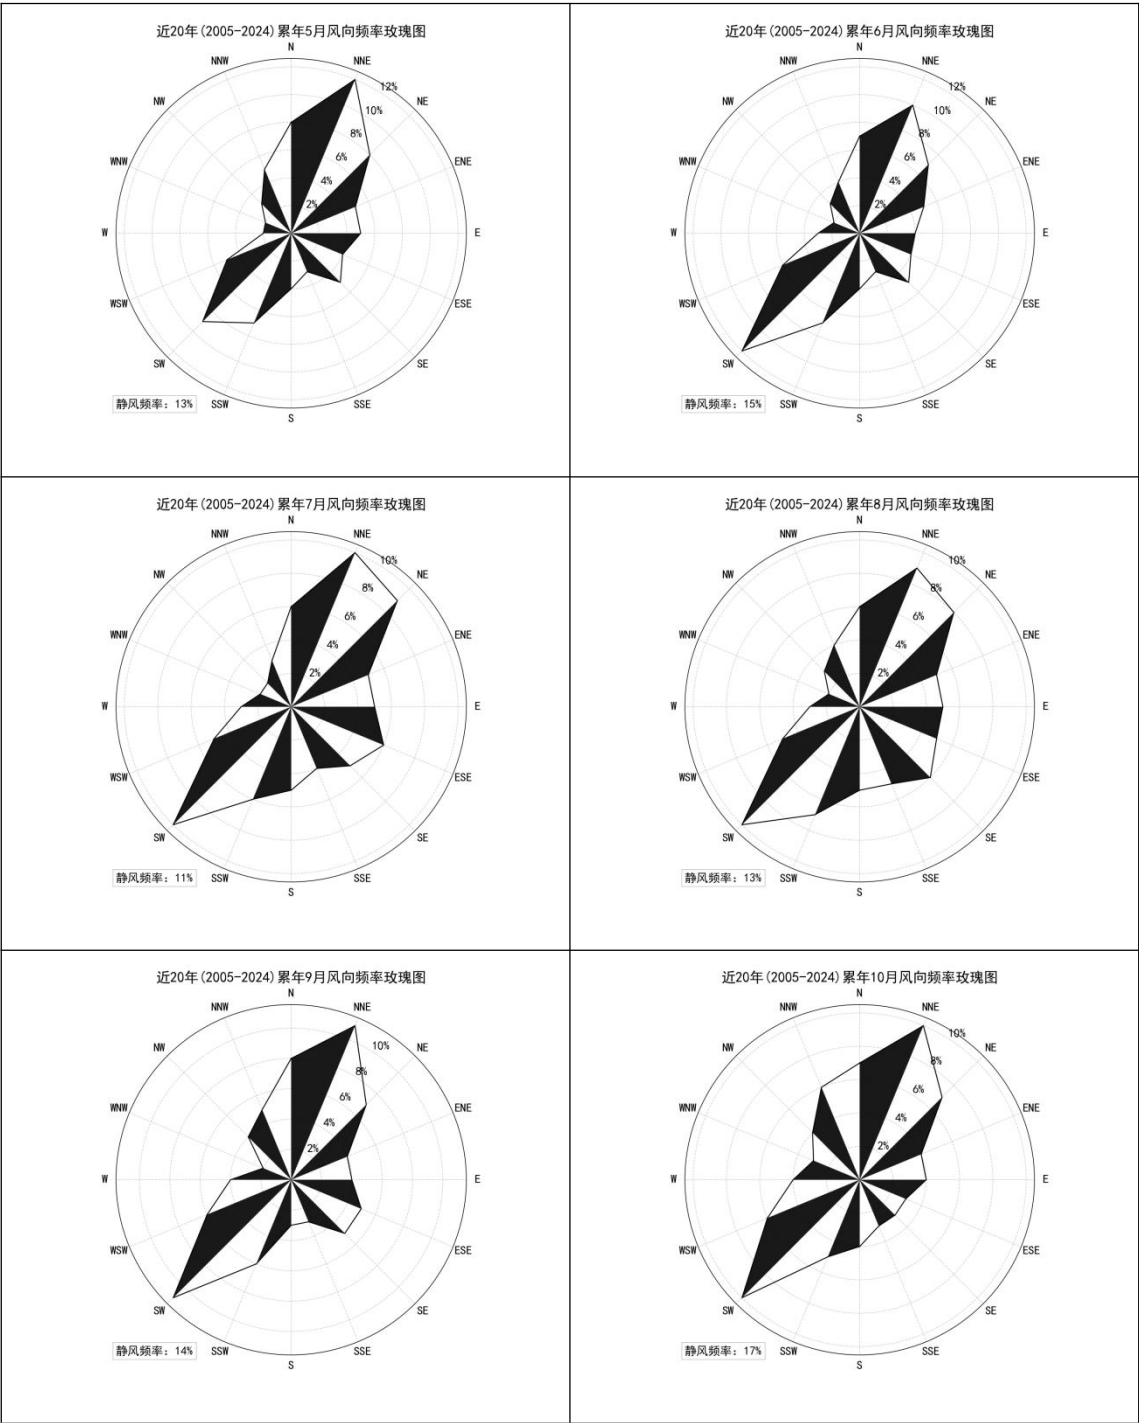 近20年(2005-2024)累年5月风向频率玫瑰图
N
NNW
NNE
12%
NW
NE
10%
8%
WNW
6%
ENE
4%
2%
W
E
WSW
ESE
SW
SE
静风频率：13%
SSW
SSE
S
近20年(2005-2024)累年6月风向频率玫瑰图
N
NNW
NNE
12%
NW
NE
10%
8%
WNW
6%
ENE
4%
2%
W
E
WSW
ESE
SW
SE
静风频率：15%
SSW
SSE
S
近20年(2005-2024)累年7月风向频率玫瑰图
N
NNW
NNE
10%
NW
NE
8%
6%
WNW
ENE
4%
2%
W
E
WSW
ESE
SW
SE
静风频率：11%
SSW
SSE
S
近20年(2005-2024)累年8月风向频率玫瑰图
N
NNW
NNE
10%
NW
NE
8%
6%
WNW
ENE
4%
2%
W
E
WSW
ESE
SW
SE
静风频率：13%
SSW
SSE
S
近20年(2005-2024)累年9月风向频率玫瑰图
N
NNW
NNE
10%
NW
NE
8%
6%
WNW
ENE
4%
2%
W
E
WSW
ESE
SW
SE
静风频率：14%
SSW
SSE
S
近20年(2005-2024)累年10月风向频率玫瑰图
N
NNW
NNE
10%
NW
NE
8%
6%
WNW
ENE
4%
2%
W
E
WSW
ESE
SW
SE
静风频率：17%
SSW
SSE
S